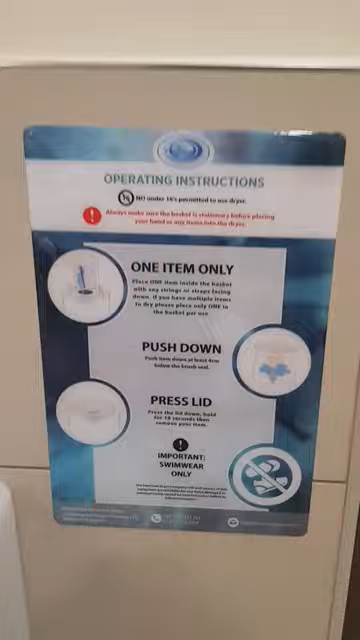 OPERATING INSTRUCTIONS
NO under 16's permitted to use dryer.
Always make sure the basket is stationary before placing
your hand or any items into the dryer.
ONE ITEM ONLY
Place ONE item inside the basket
with any strings or straps facing
down. If you have multiple items
to dry please place only ONE in
the basket per use
PUSH DOWN
Push item down at least 4cm
below the brush seal.
PRESS LID
Press the lid down, hold
for 10 seconds then
remove your item.
IMPORTANT:
SWIMWEAR
ONLY